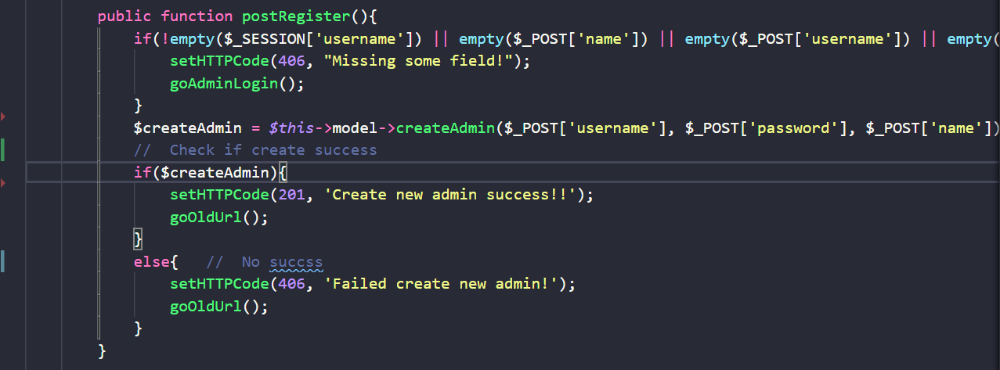 public function postRegister(){
if(!empty($_SESSION['username']) || empty($_POST['name']) || empty($_POST['username']) || empty(
setHTTPCode(406, "Missing some field!");
goAdminLogin();
}
$createAdmin = $this->model->createAdmin($_POST['username'], $_POST['password'], $_POST['name'])
// Check if create success
if($createAdmin){
setHTTPCode(201, 'Create new admin success!!');
goOldUrl();
}
else{ // No succss
setHTTPCode(406, 'Failed create new admin!');
goOldUrl();
}
}